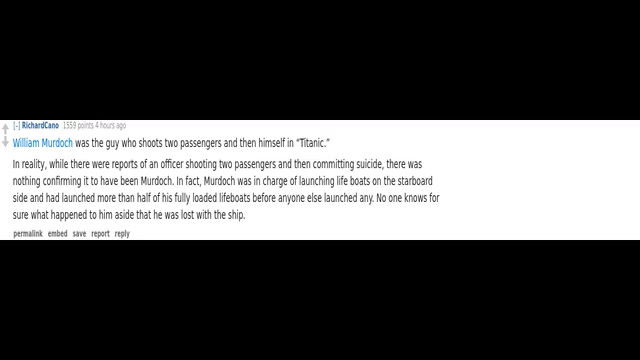 [-] RichardCano 1559 points 4 hours ago
William Murdoch was the guy who shoots two passengers and then himself in “Titanic.”
In reality, while there were reports of an officer shooting two passengers and then committing suicide, there was
nothing confirming it to have been Murdoch. In fact, Murdoch was in charge of launching life boats on the starboard
side and had launched more than half of his fully loaded lifeboats before anyone else launched any. No one knows for
sure what happened to him aside that he was lost with the ship.
permalink embed save report reply